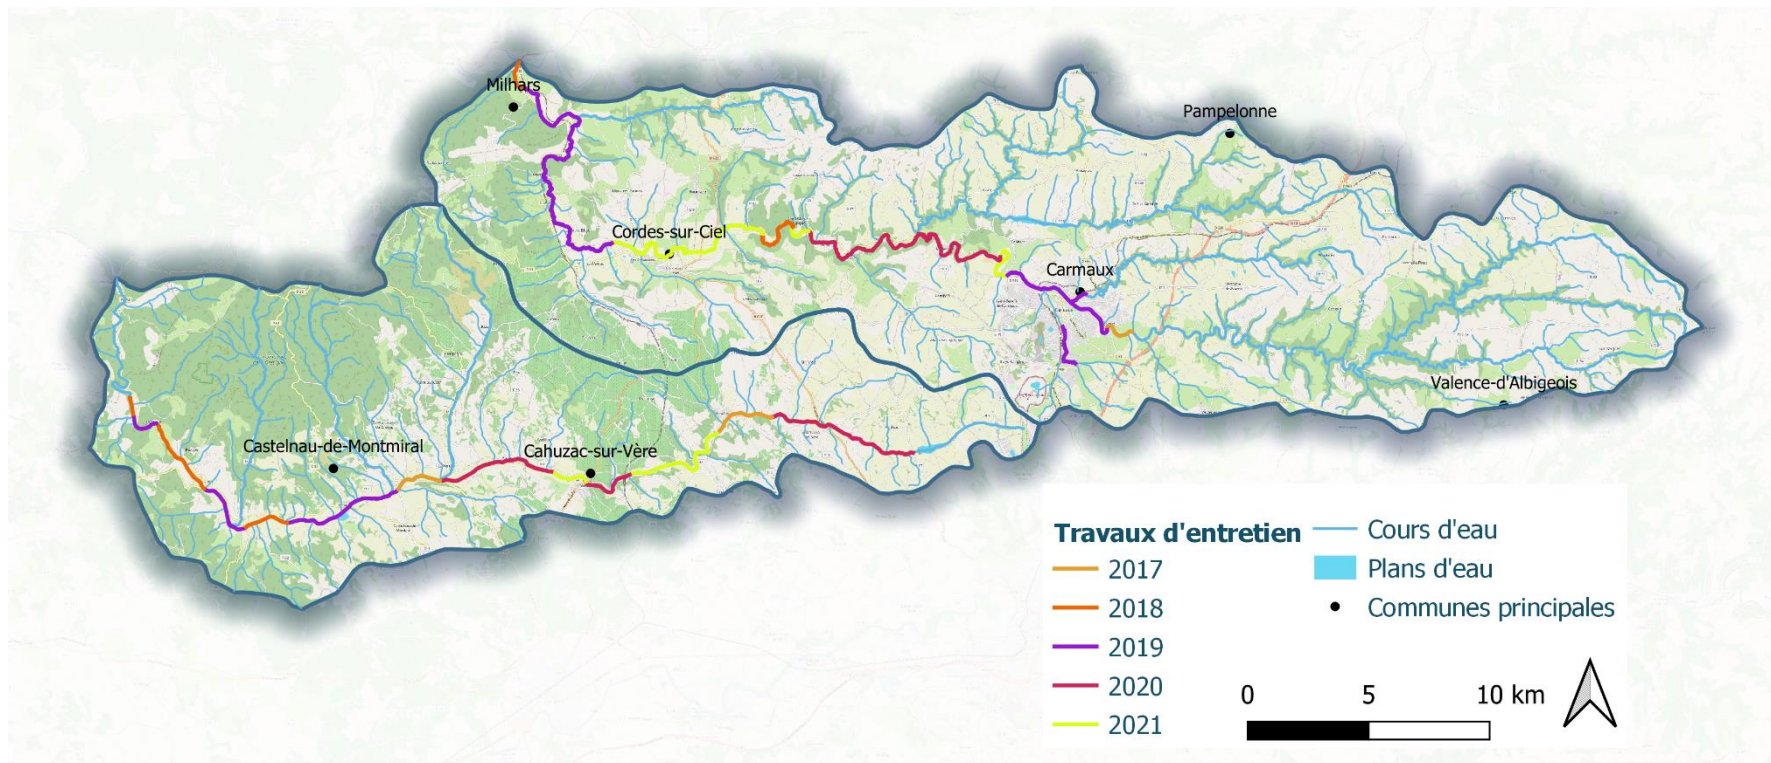 Milhars
Pampelonne
Cordes-sur-Ciel
Carmaux
Valence-d'Albigeois
Castelnau-de-Montmiral
Cahuzac-sur-Vère
Travaux d'entretien
2017
2018
2019
2020
2021
Cours d'eau
Plans d'eau
Communes principales
0 5 10 km